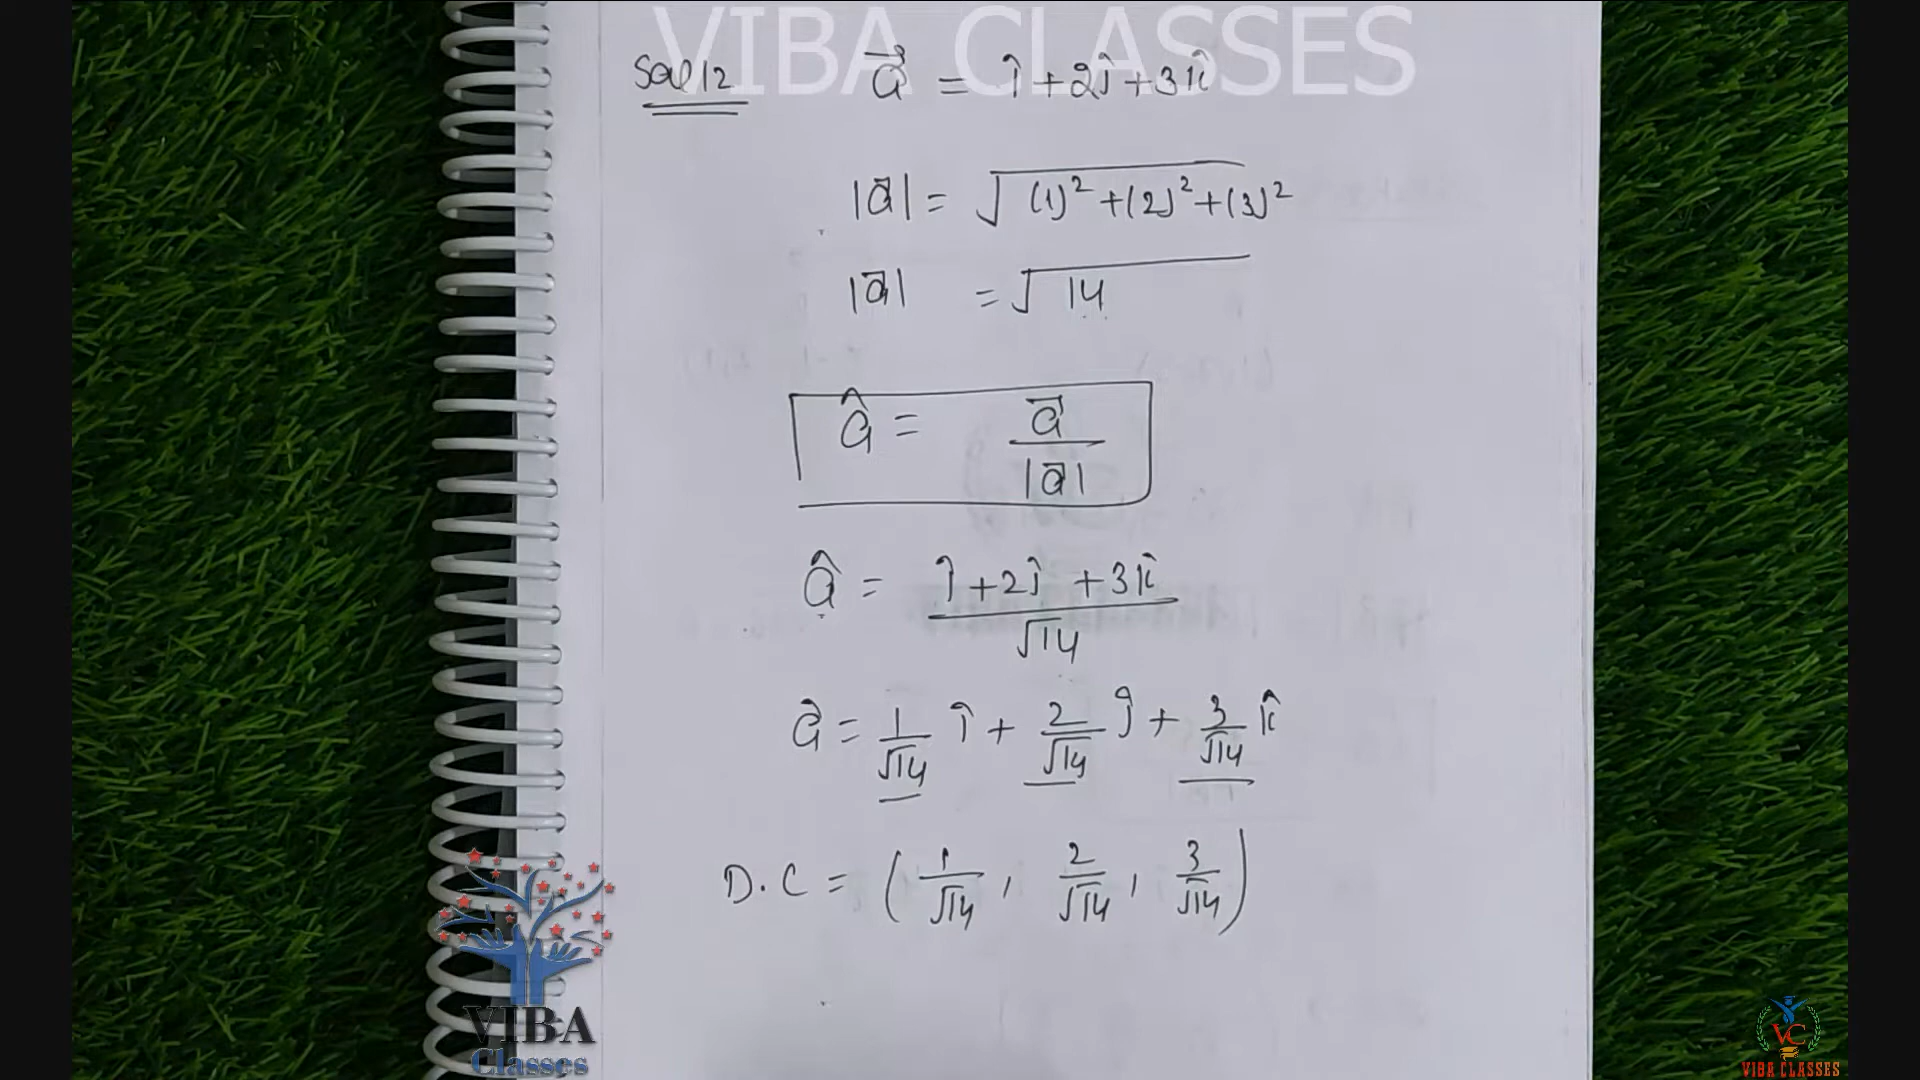 VIBA CLASSES
Sol 12 a⃗ = î + 2ĵ + 3k̂
|a⃗| = √(1)² + (2)² + (3)²
|a⃗| = √14
â = a⃗ / |a⃗|
â = î + 2ĵ + 3k̂ / √14
â = 1/√14 î + 2/√14 ĵ + 3/√14 k̂
D.C = (1/√14, 2/√14, 3/√14)
VIBA
Classes
VC
VIBA CLASSES